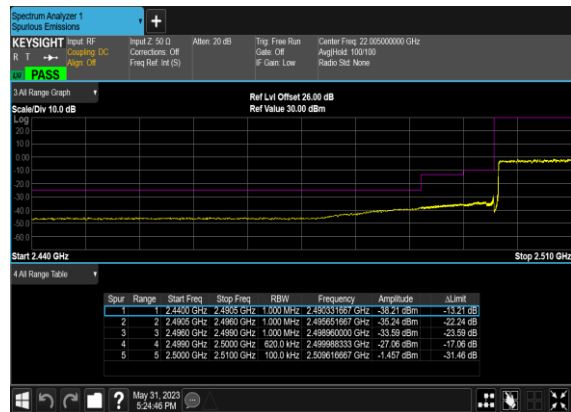 Spectrum Analyzer 1
Spurious Emissions
KEYSIGHT Input: RF Input Z: 50 Ω Atten: 20 dB Trig: Free Run Center Freq: 22.005000000 GHz
R T Coupling: DC Corrections: Off Gate: Off Avg|Hold: 100/100
Align: Off Freq Ref: Int (S) IF Gain: Low Radio Std: None
LW PASS
3 All Range Graph
Ref Lvl Offset 26.00 dB
Scale/Div 10.0 dB Ref Value 30.00 dBm
Log
20.0
10.0
0.00
-10.0
-20.0
-30.0
-40.0
-50.0
-60.0
Start 2.440 GHz Stop 2.510 GHz
4 All Range Table
Spur Range Start Freq Stop Freq RBW Frequency Amplitude ΔLimit
1 1 2.4400 GHz 2.4905 GHz 1.000 MHz 2.490331667 GHz -38.21 dBm -13.21 dB
2 2 2.4905 GHz 2.4960 GHz 1.000 MHz 2.495651667 GHz -35.24 dBm -22.24 dB
3 3 2.4960 GHz 2.4990 GHz 1.000 MHz 2.498960000 GHz -33.59 dBm -23.59 dB
4 4 2.4990 GHz 2.5000 GHz 620.0 kHz 2.499988333 GHz -27.06 dBm -17.06 dB
5 5 2.5000 GHz 2.5100 GHz 100.0 kHz 2.509616667 GHz -1.457 dBm -31.46 dB
? May 31, 2023
5:24:46 PM